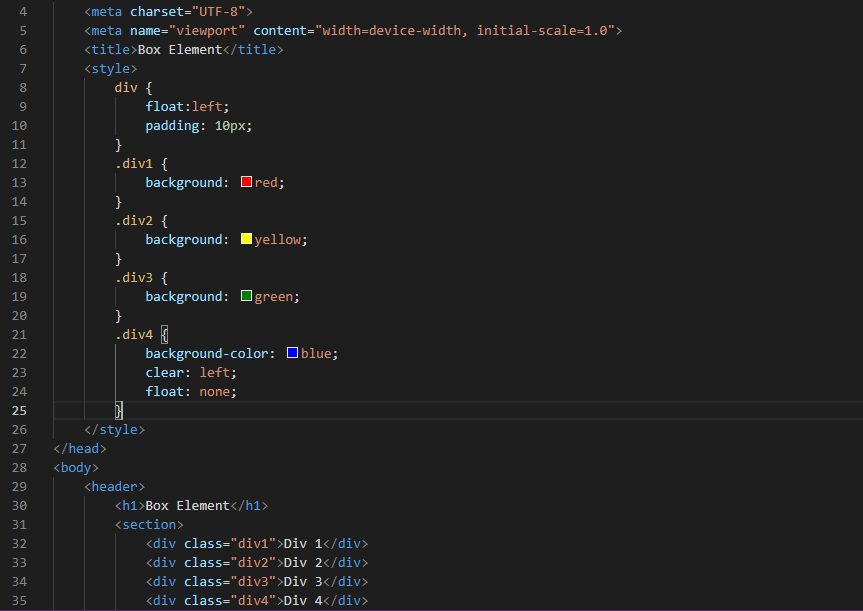 4 <meta charset="UTF-8">
5 <meta name="viewport" content="width=device-width, initial-scale=1.0">
6 <title>Box Element</title>
7 <style>
8 div {
9 float:left;
10 padding: 10px;
11 }
12 .div1 {
13 background: red;
14 }
15 .div2 {
16 background: yellow;
17 }
18 .div3 {
19 background: green;
20 }
21 .div4 {
22 background-color: blue;
23 clear: left;
24 float: none;
25 }
26 </style>
27 </head>
28 <body>
29 <header>
30 <h1>Box Element</h1>
31 <section>
32 <div class="div1">Div 1</div>
33 <div class="div2">Div 2</div>
34 <div class="div3">Div 3</div>
35 <div class="div4">Div 4</div>